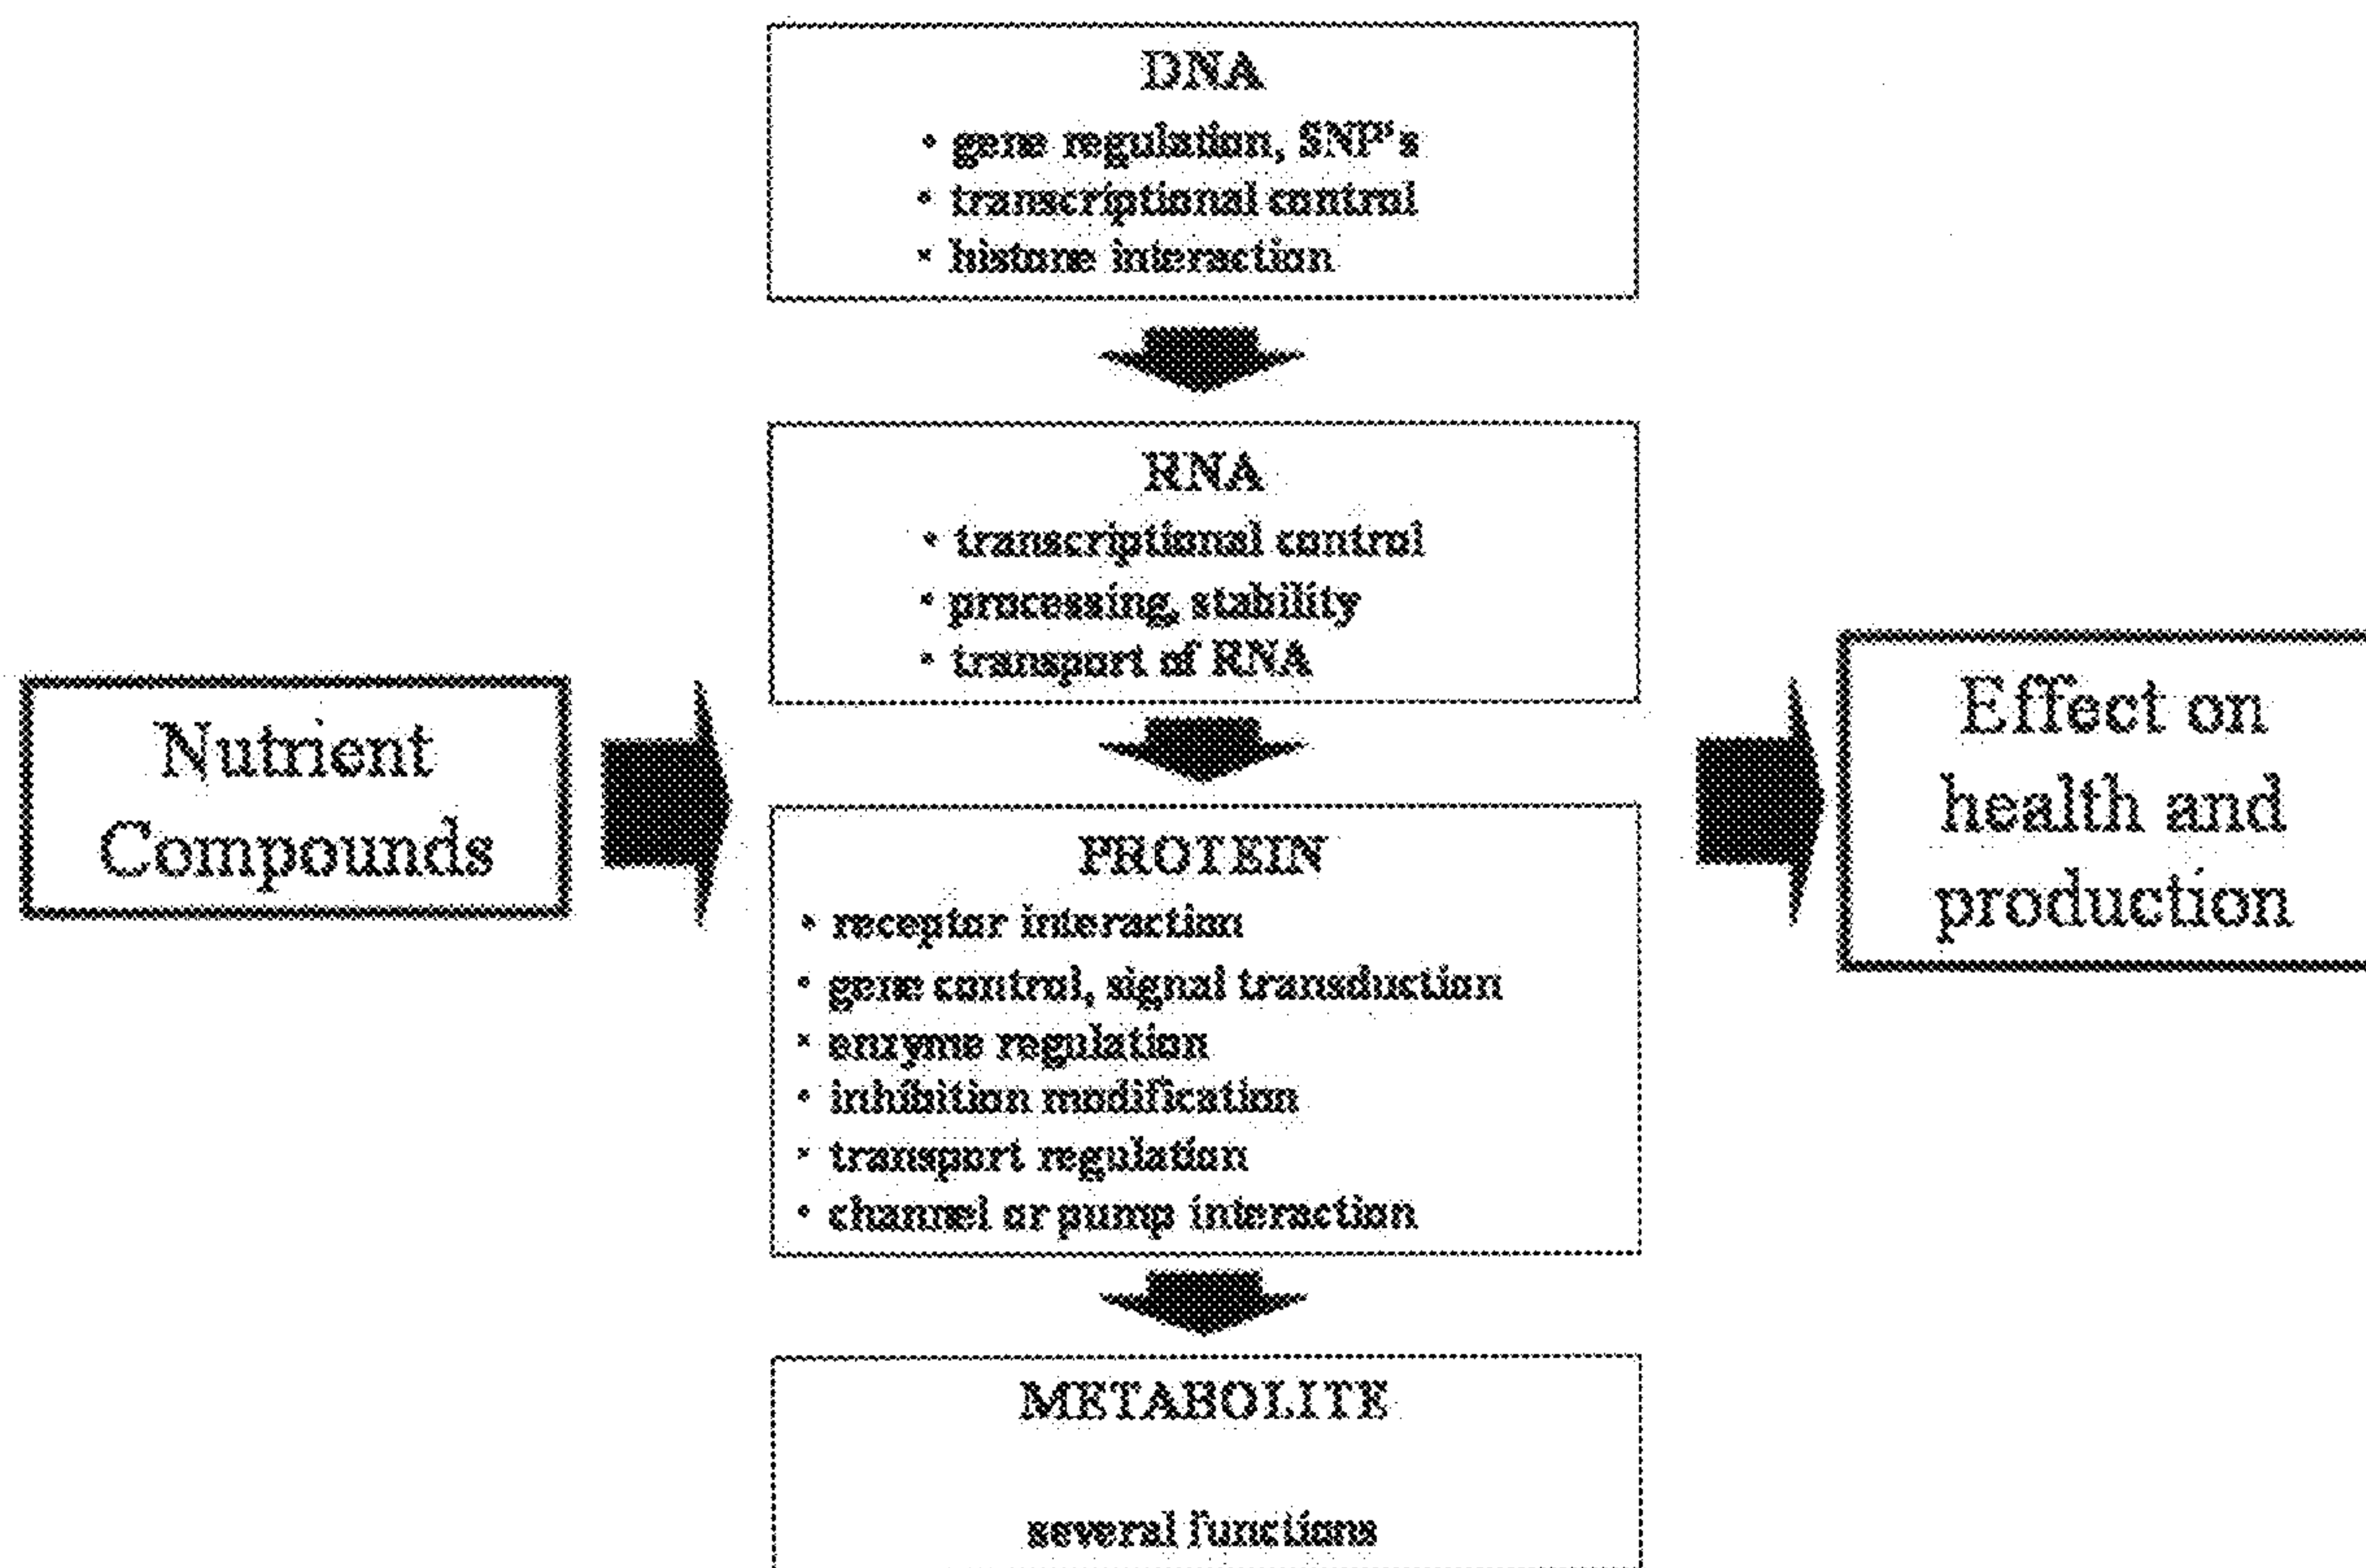 DNA
• gene regulation, SNP's
• transcriptional control
• histone interaction
RNA
• transcriptional control
• processing, stability
• transport of RNA
Nutrient
Compounds
PROTEIN
• receptor interaction
• gene control, signal transduction
• enzyme regulation
• inhibition modification
• transport regulation
• channel or pump interaction
METABOLITE
several functions
Effect on
health and
production